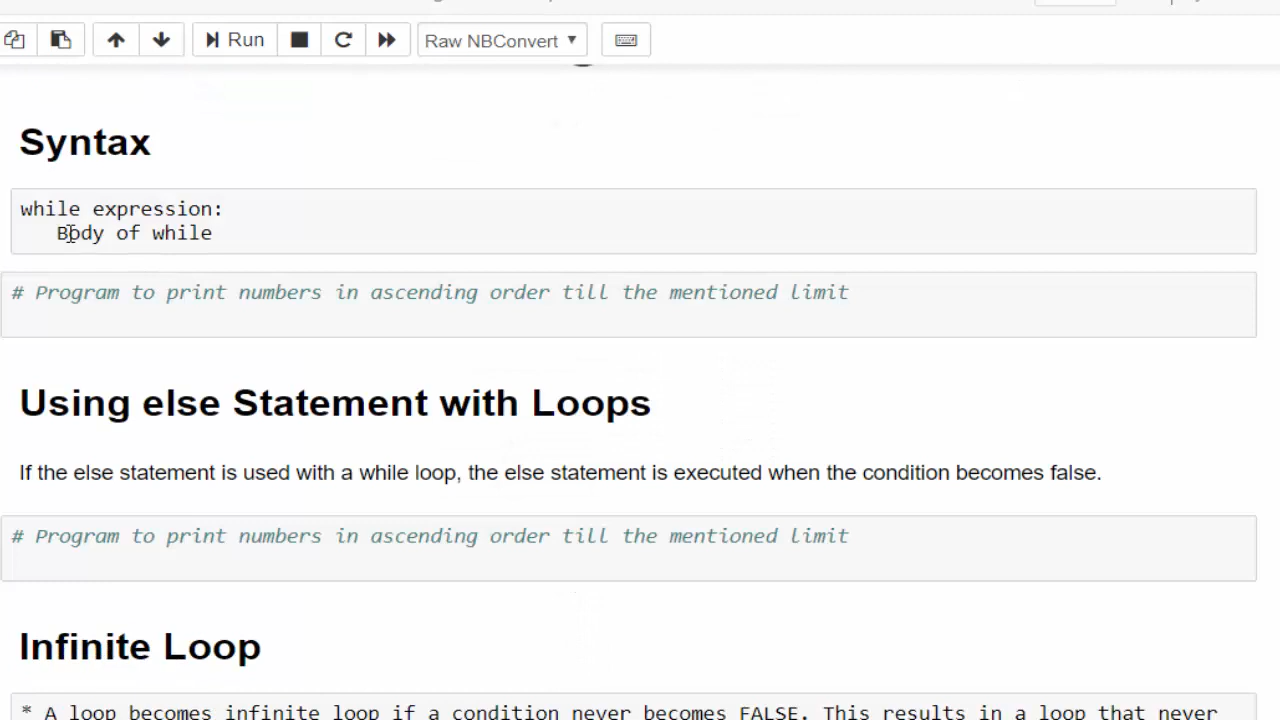 Run
Raw NBConvert
Syntax
while expression:
Body of while
# Program to print numbers in ascending order till the mentioned limit
Using else Statement with Loops
If the else statement is used with a while loop, the else statement is executed when the condition becomes false.
# Program to print numbers in ascending order till the mentioned limit
Infinite Loop
* A loop becomes infinite loop if a condition never becomes FALSE. This results in a loop that never